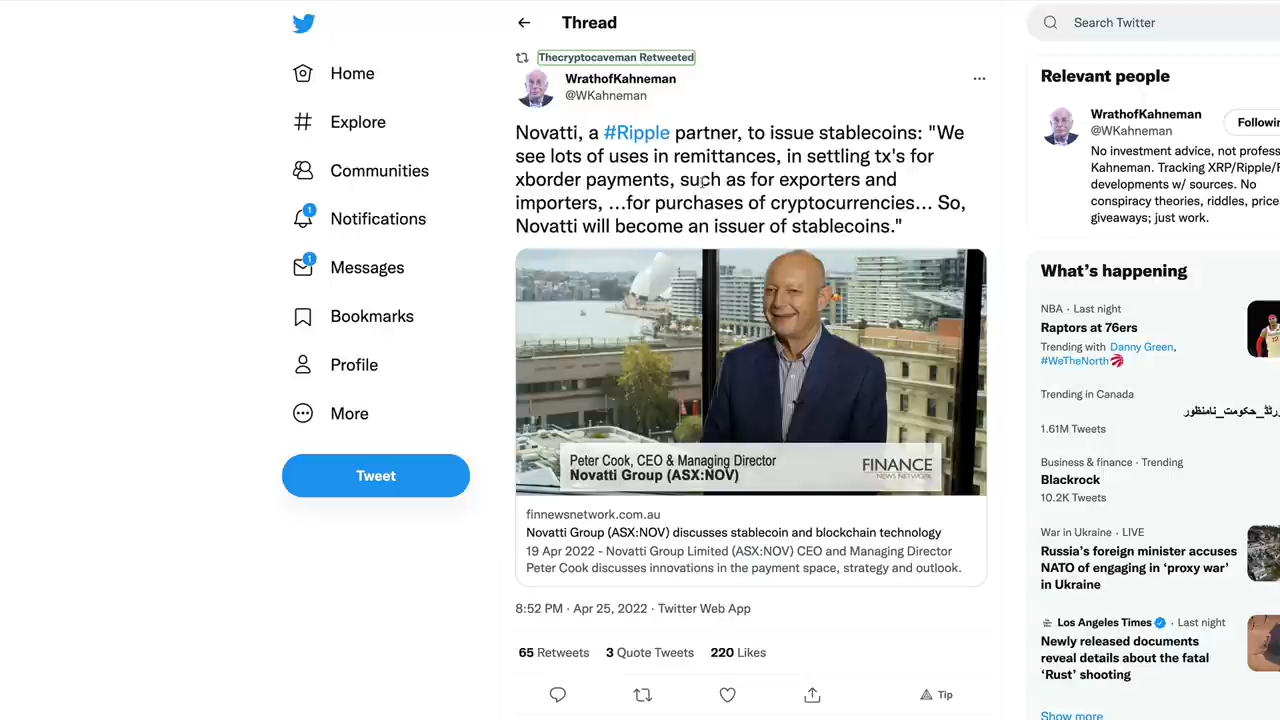 Home
Explore
Communities
1
Notifications
1
Messages
Bookmarks
Profile
More
Tweet
Thread
Thecryptocaveman Retweeted
WrathofKahneman
@WKahneman
Novatti, a #Ripple partner, to issue stablecoins: "We
see lots of uses in remittances, in settling tx's for
xborder payments, such as for exporters and
importers, ...for purchases of cryptocurrencies... So,
Novatti will become an issuer of stablecoins."
Peter Cook, CEO & Managing Director
Novatti Group (ASX:NOV)
FINANCE
NEWS NETWORK
finnewsnetwork.com.au
Novatti Group (ASX:NOV) discusses stablecoin and blockchain technology
19 Apr 2022 - Novatti Group Limited (ASX:NOV) CEO and Managing Director
Peter Cook discusses innovations in the payment space, strategy and outlook.
8:52 PM · Apr 25, 2022 · Twitter Web App
65 Retweets 3 Quote Tweets 220 Likes
Tip
Search Twitter
Relevant people
WrathofKahneman
@WKahneman
Followin
No investment advice, not profess
Kahneman. Tracking XRP/Ripple/F
developments w/ sources. No
conspiracy theories, riddles, price
giveaways; just work.
What's happening
NBA · Last night
Raptors at 76ers
Trending with Danny Green,
#WeTheNorth
Trending in Canada
_حکومت_نامنظور
1.61M Tweets
Business & finance · Trending
Blackrock
10.2K Tweets
War in Ukraine · LIVE
Russia's foreign minister accuses
NATO of engaging in 'proxy war'
in Ukraine
Los Angeles Times · Last night
Newly released documents
reveal details about the fatal
'Rust' shooting
Show more